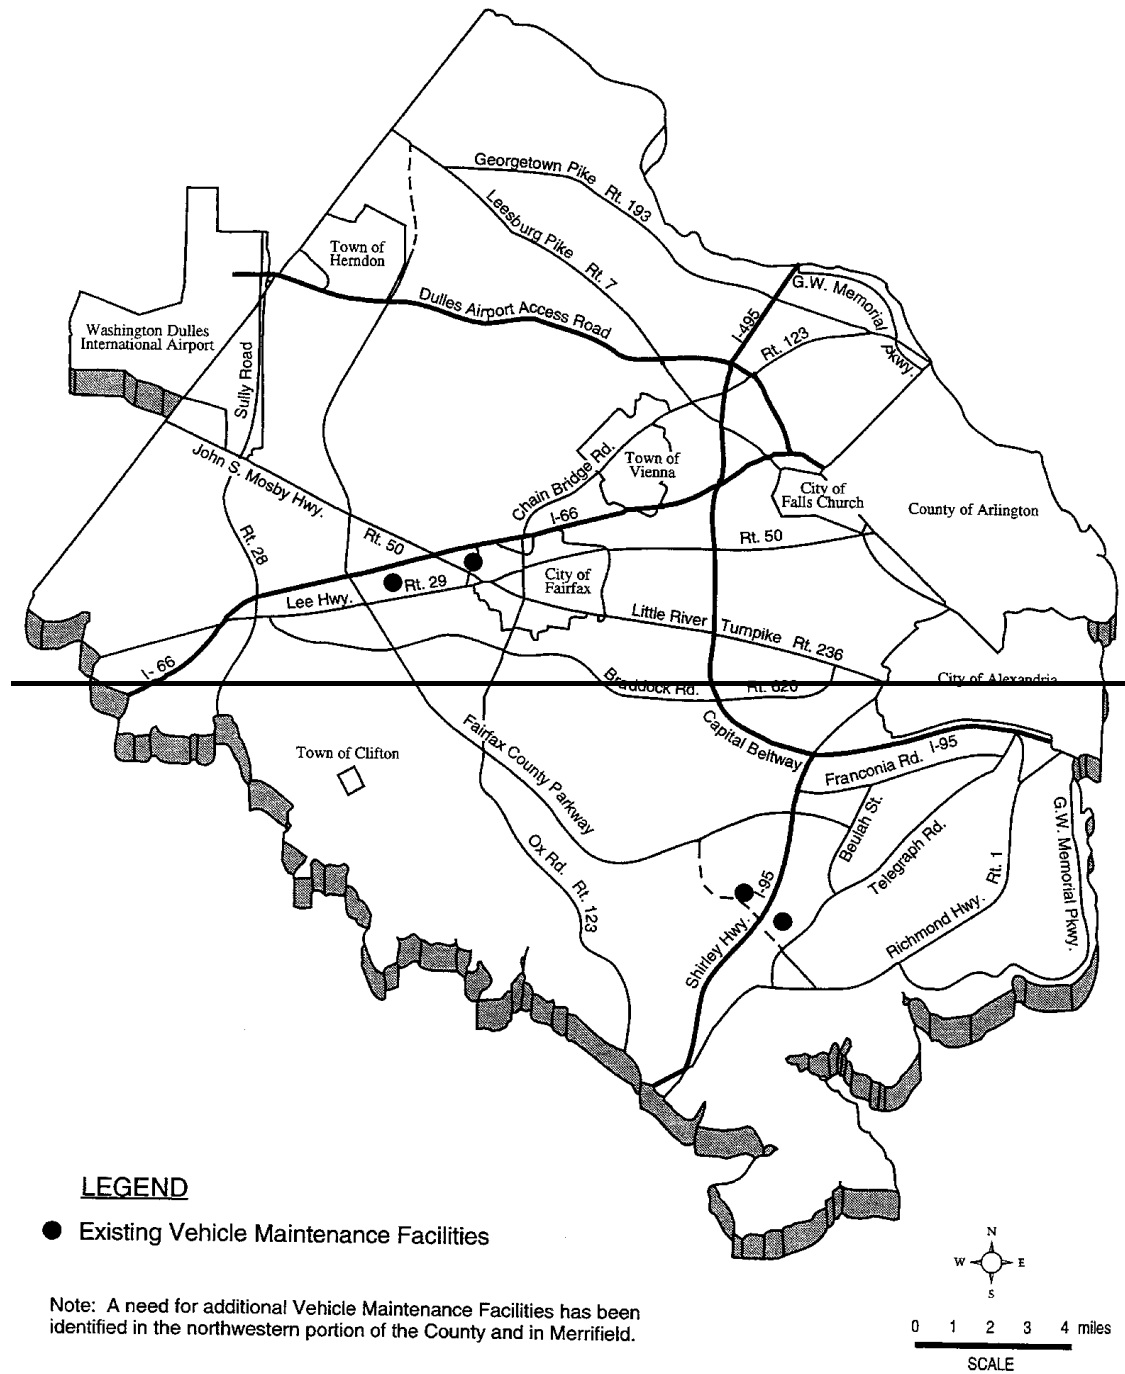 Georgetown Pike Rt. 193
Leesburg Pike Rt. 7
Town of
Herndon
G.W. Memorial Pkwy.
Dulles Airport Access Road
I-495
Rt. 123
Washington Dulles
International Airport
Sully Road
John S. Mosby Hwy.
Rt. 50
Chain Bridge Rd.
Town of
Vienna
City of
Falls Church
County of Arlington
I-66
Rt. 50
Rt. 28
City of
Fairfax
Rt. 29
Lee Hwy.
Little River Turnpike Rt. 236
I-66
Braddock Rd. Rt. 620
City of Alexandria
Capital Beltway
I-95
Franconia Rd.
Fairfax County Parkway
Town of Clifton
Beulah St.
Telegraph Rd.
G.W. Memorial Pkwy.
Ox Rd. Rt. 123
Rt. 1
I-95
Richmond Hwy.
Shirley Hwy.
LEGEND
Existing Vehicle Maintenance Facilities
N
W E
S
Note: A need for additional Vehicle Maintenance Facilities has been
identified in the northwestern portion of the County and in Merrifield.
0 1 2 3 4 miles
SCALE